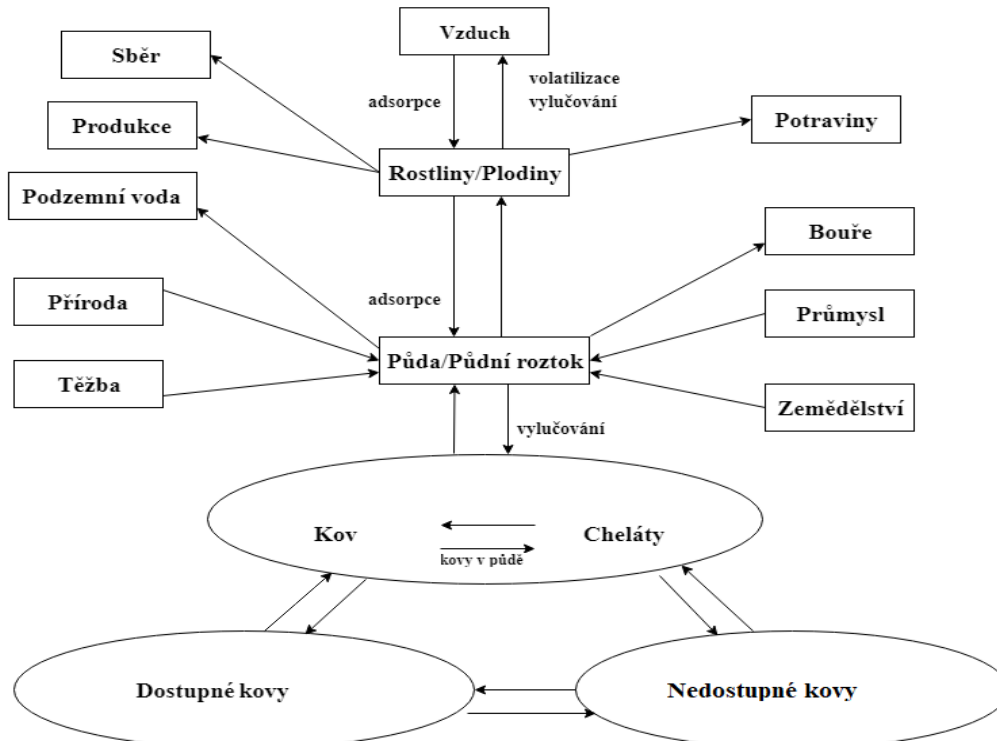 Vzduch
Sběr
volatilizace
adsorpce
vylučování
Produkce
Potraviny
Rostliny/Plodiny
Podzemní voda
Bouře
Příroda
adsorpce
Průmysl
Půda/Půdní roztok
Těžba
Zemědělství
vylučování
Kov
Cheláty
kovy v půdě
Dostupné kovy
Nedostupné kovy